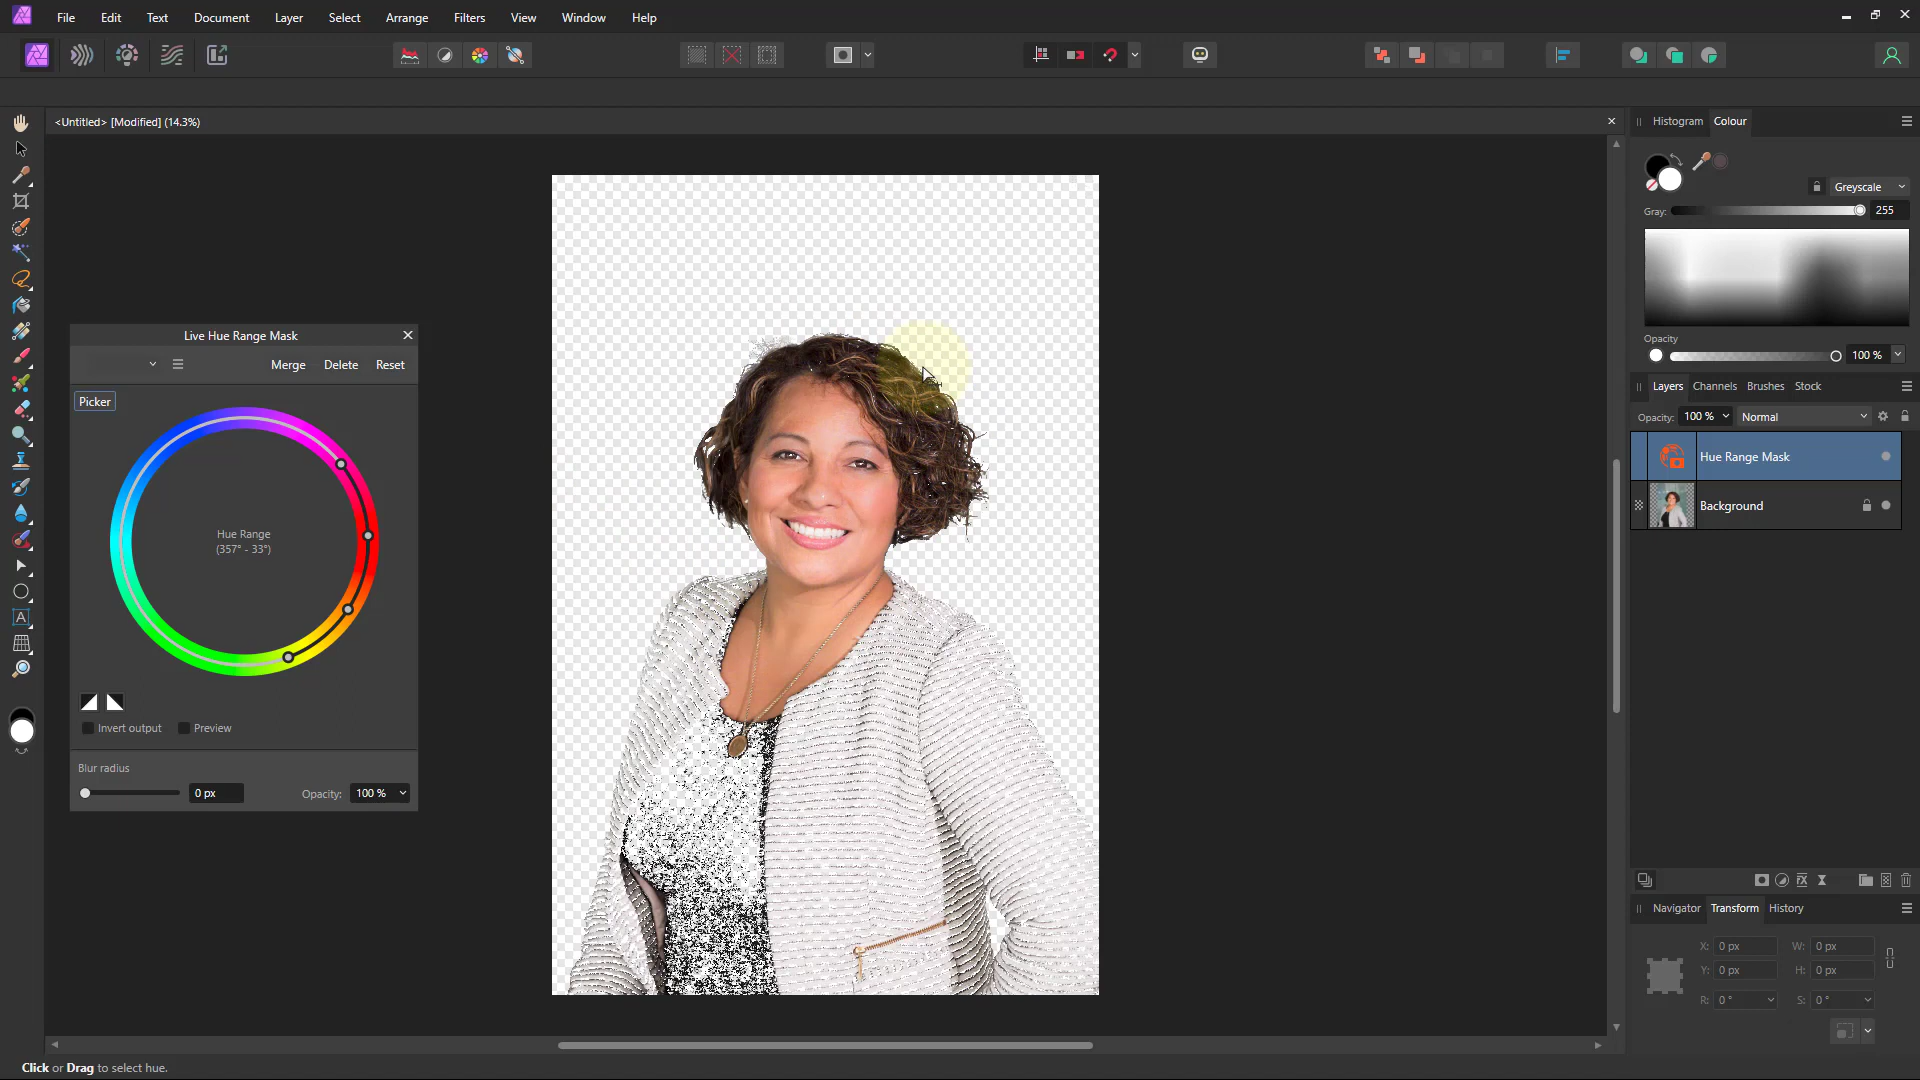 File Edit Text Document Layer Select Arrange Filters View Window Help
<Untitled> [Modified] (14.3%)
Histogram Colour
Greyscale
Gray: 255
Opacity
100 %
Layers Channels Brushes Stock
Opacity: 100 % Normal
Hue Range Mask
Background
Live Hue Range Mask
Merge Delete Reset
Picker
Hue Range
(357° - 33°)
Invert output Preview
Blur radius
0 px Opacity: 100 %
Navigator Transform History
X: 0 px W: 0 px
Y: 0 px H: 0 px
R: 0 ° S: 0 °
Click or Drag to select hue.